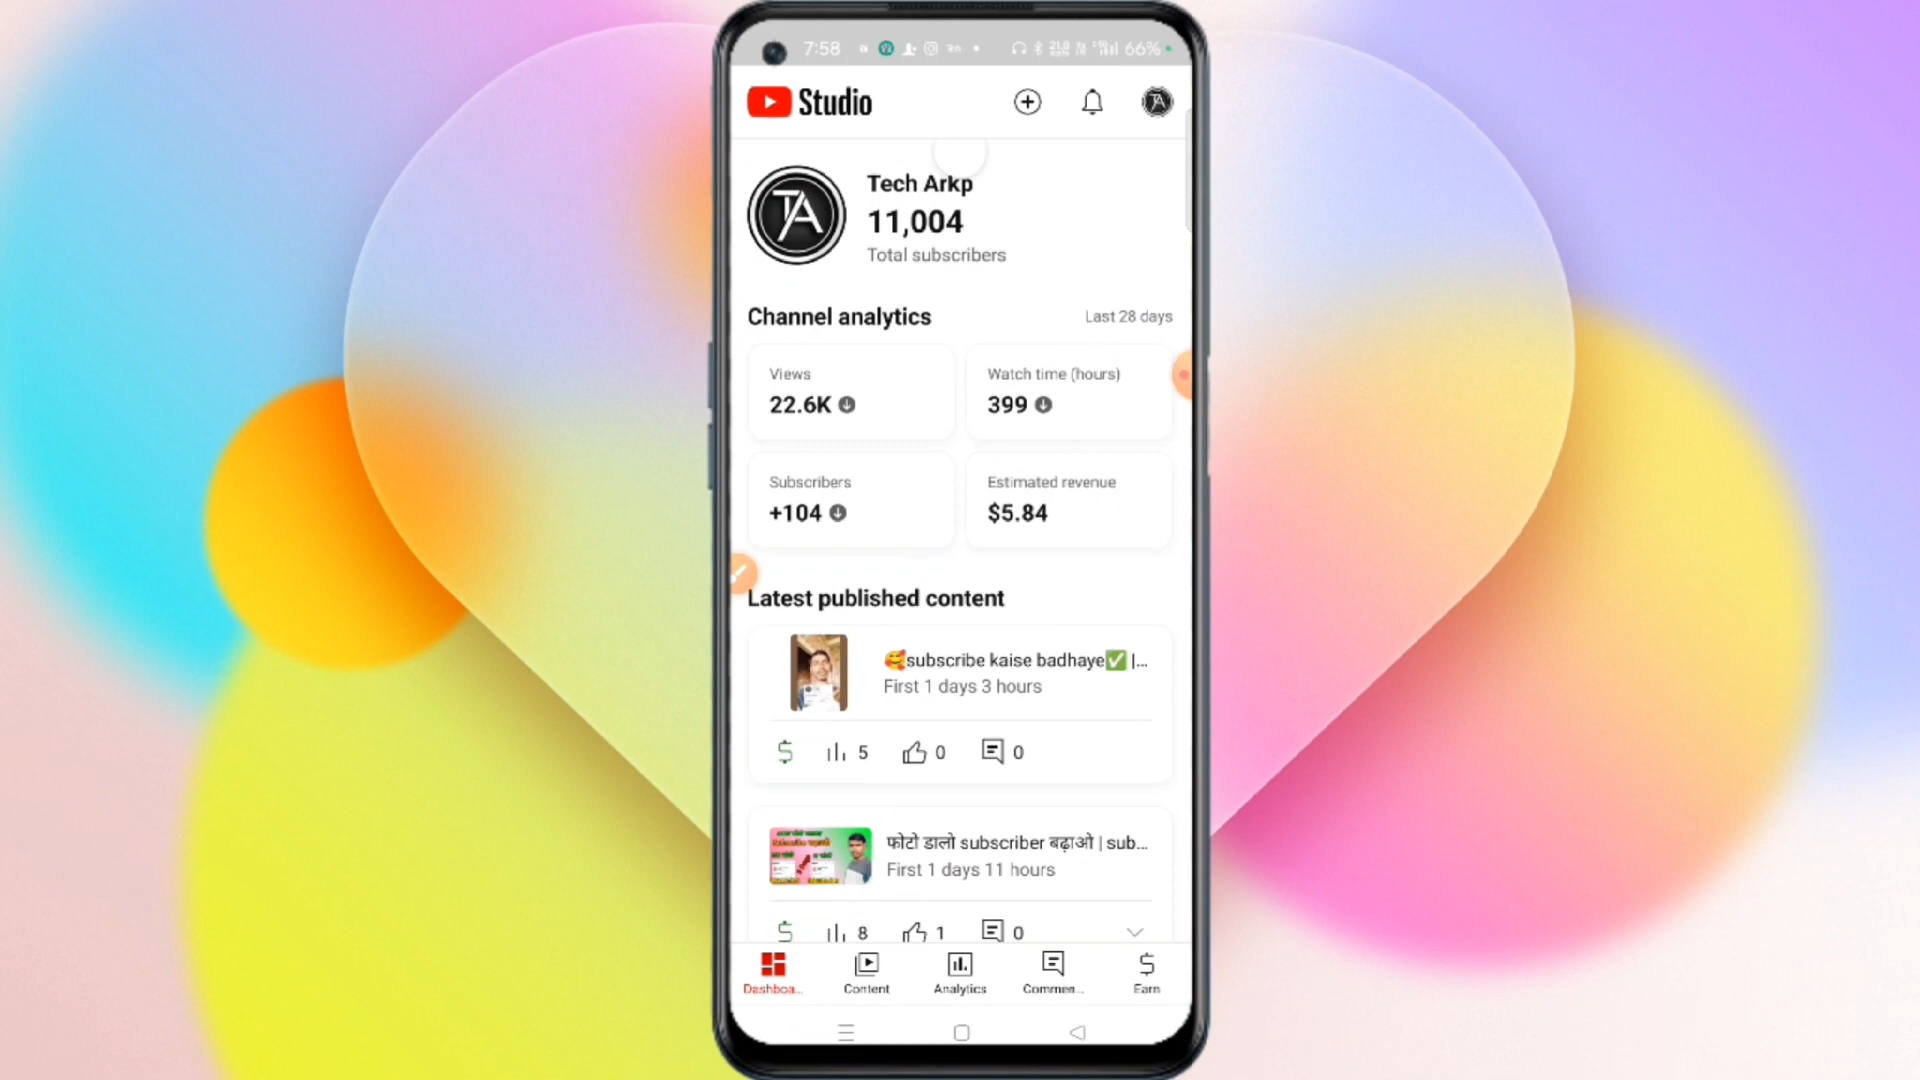 7:58
66%
Studio
TA
Tech Arkp
11,004
Total subscribers
Channel analytics
Last 28 days
Views
22.6K
Watch time (hours)
399
Subscribers
+104
Estimated revenue
$5.84
Latest published content
🥰subscribe kaise badhaye✅ |...
First 1 days 3 hours
5
0
0
फोटो डालो subscriber बढ़ाओ | sub...
First 1 days 11 hours
8
1
0
Dashboa...
Content
Analytics
Commen...
Earn